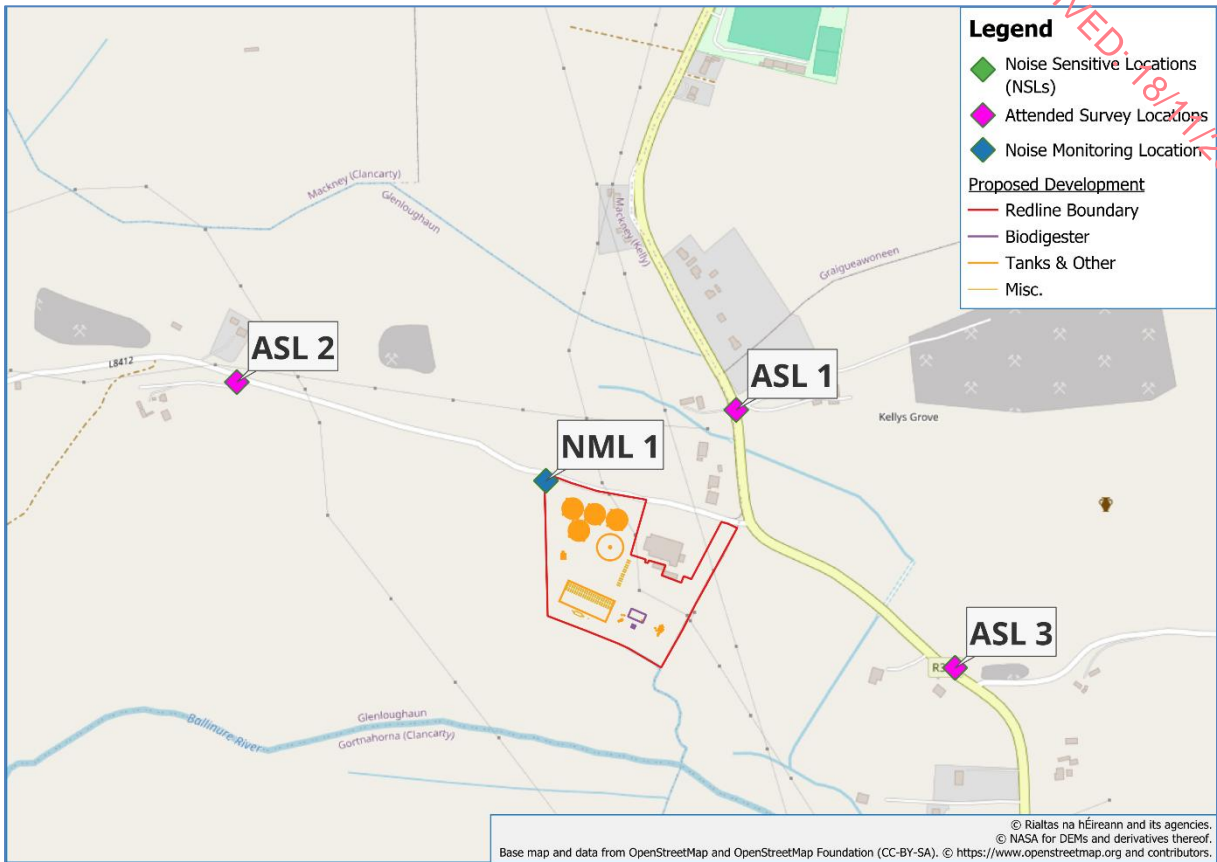 Legend
Noise Sensitive Locations
(NSLs)
Attended Survey Locations
Noise Monitoring Location
Proposed Development
Redline Boundary
Biodigester
Tanks & Other
Misc.
Mackney (Clancarty)
Glenloughaun
Mackney (Kelly)
Graigueawoneen
ASL 2
L8412
ASL 1
Kellys Grove
NML 1
ASL 3
Glenloughaun
Ballinure River
Gortnahorna (Clancarty)
© Rialtas na hÉireann and its agencies.
© NASA for DEMs and derivatives thereof.
Base map and data from OpenStreetMap and OpenStreetMap Foundation (CC-BY-SA). © https://www.openstreetmap.org and contributors.